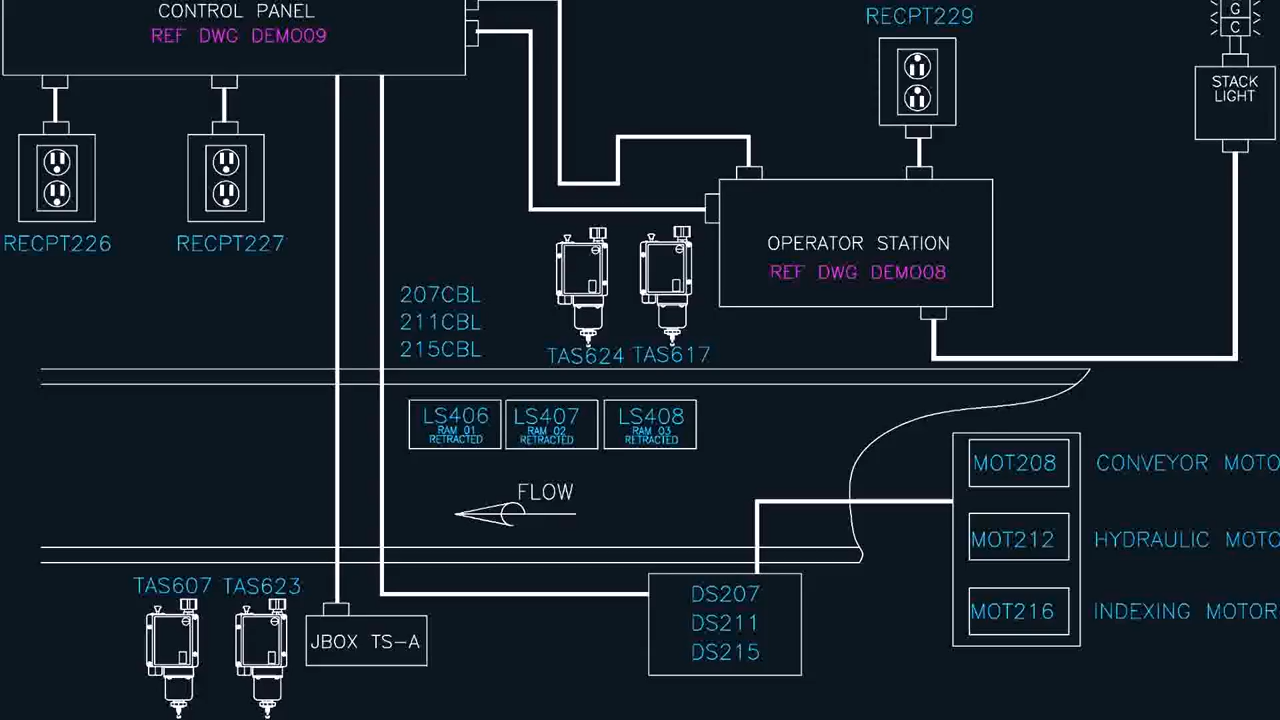 CONTROL PANEL
REF DWG DEMO09
RECPT229
G
C
STACK
LIGHT
RECPT226
RECPT227
OPERATOR STATION
REF DWG DEMO08
207CBL
211CBL
215CBL
TAS624
TAS617
LS406
RAM 01
RETRACTED
LS407
RAM 02
RETRACTED
LS408
RAM 03
RETRACTED
MOT208
CONVEYOR MOTO
FLOW
MOT212
HYDRAULIC MOTO
TAS607
TAS623
DS207
DS211
DS215
MOT216
INDEXING MOTOR
JBOX TS-A